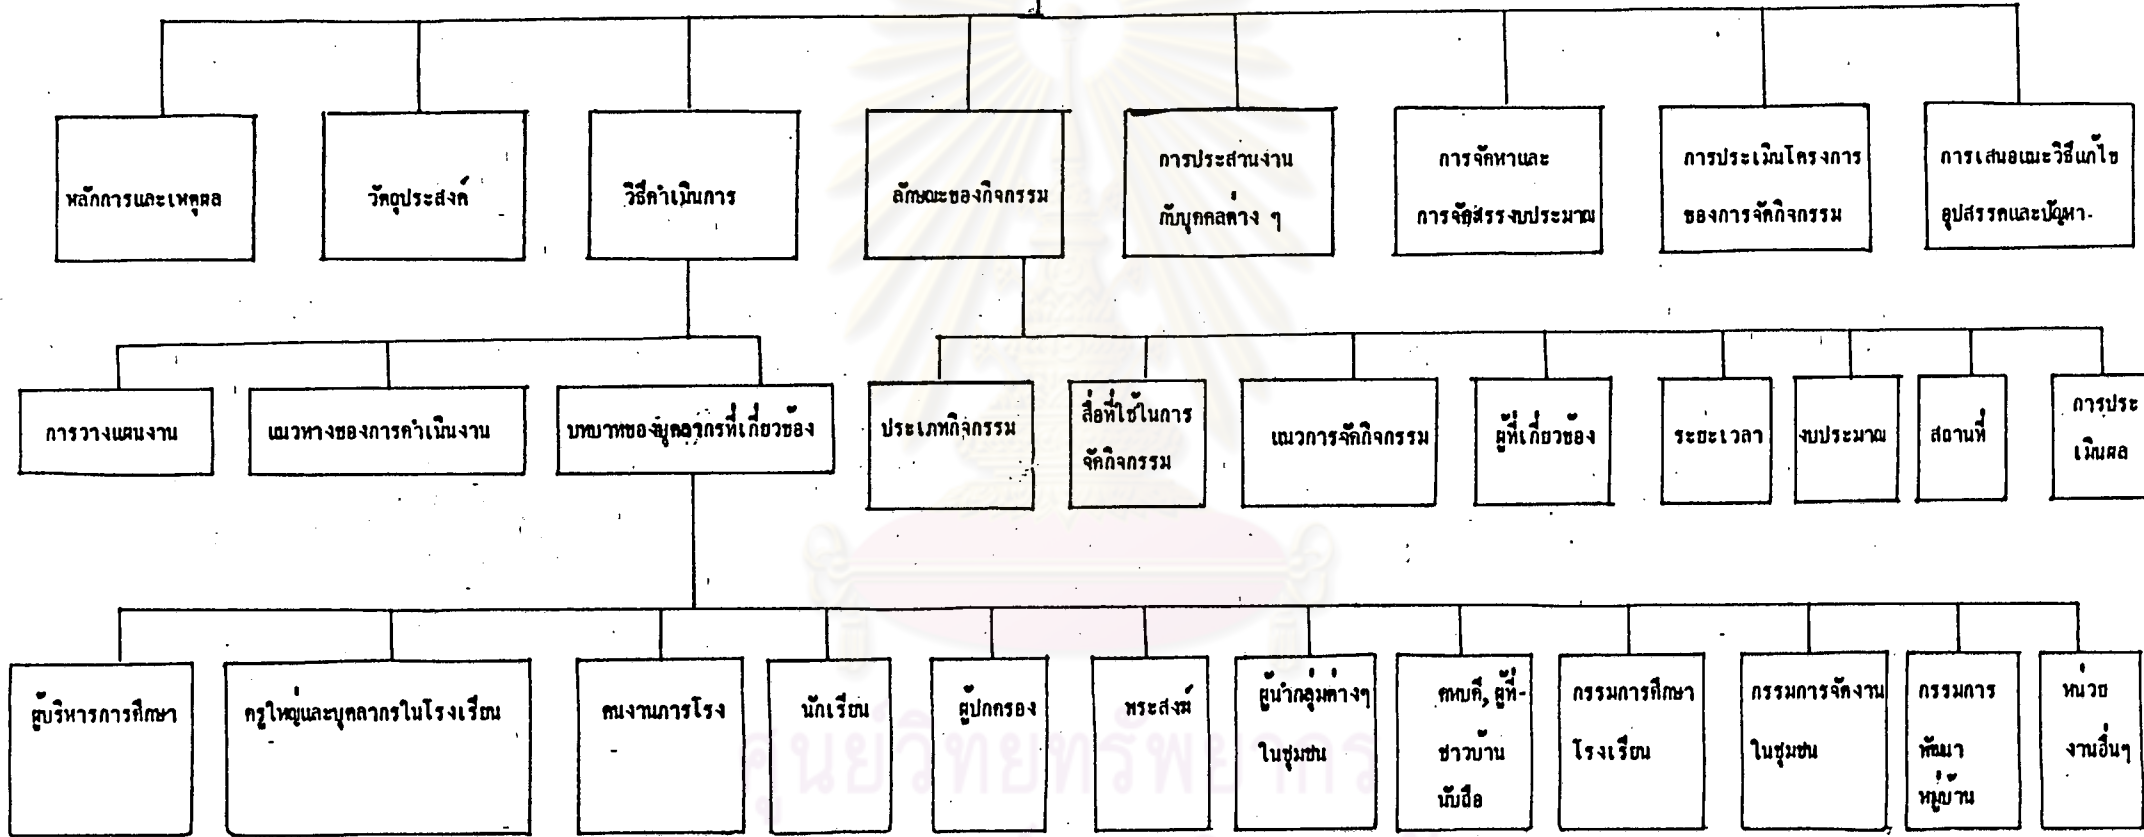 หลักการและเหตุผล
วัตถุประสงค์
วิธีดำเนินการ
ลักษณะของกิจกรรม
การประสานงาน
กับบุคคลต่าง ๆ
การจัดหาและ
การจัดสรรงบประมาณ
การประเมินโครงการ
ของการจัดกิจกรรม
การเสนอแนะวิธีแก้ไข
อุปสรรคและปัญหา
การวางแผนงาน
แนวทางของการดำเนินงาน
บทบาทของบุคลากรที่เกี่ยวข้อง
ประเภทกิจกรรม
สื่อที่ใช้ในการ
จัดกิจกรรม
แนวการจัดกิจกรรม
ผู้ที่เกี่ยวข้อง
ระยะเวลา
งบประมาณ
สถานที่
การประ
เมินผล
ผู้บริหารการศึกษา
ครูใหญ่และบุคลากรในโรงเรียน
คนงานภารโรง
นักเรียน
ผู้ปกครอง
พระสงฆ์
ผู้นำกลุ่มต่างๆ
ในชุมชน
คหบดี, ผู้ที่-
ชาวบ้าน
นับถือ
กรรมการศึกษา
โรงเรียน
กรรมการจัดงาน
ในชุมชน
กรรมการ
พัฒนา
หมู่บ้าน
หน่วย
งานอื่นๆ
ศูนย์วิทยทรัพยากร